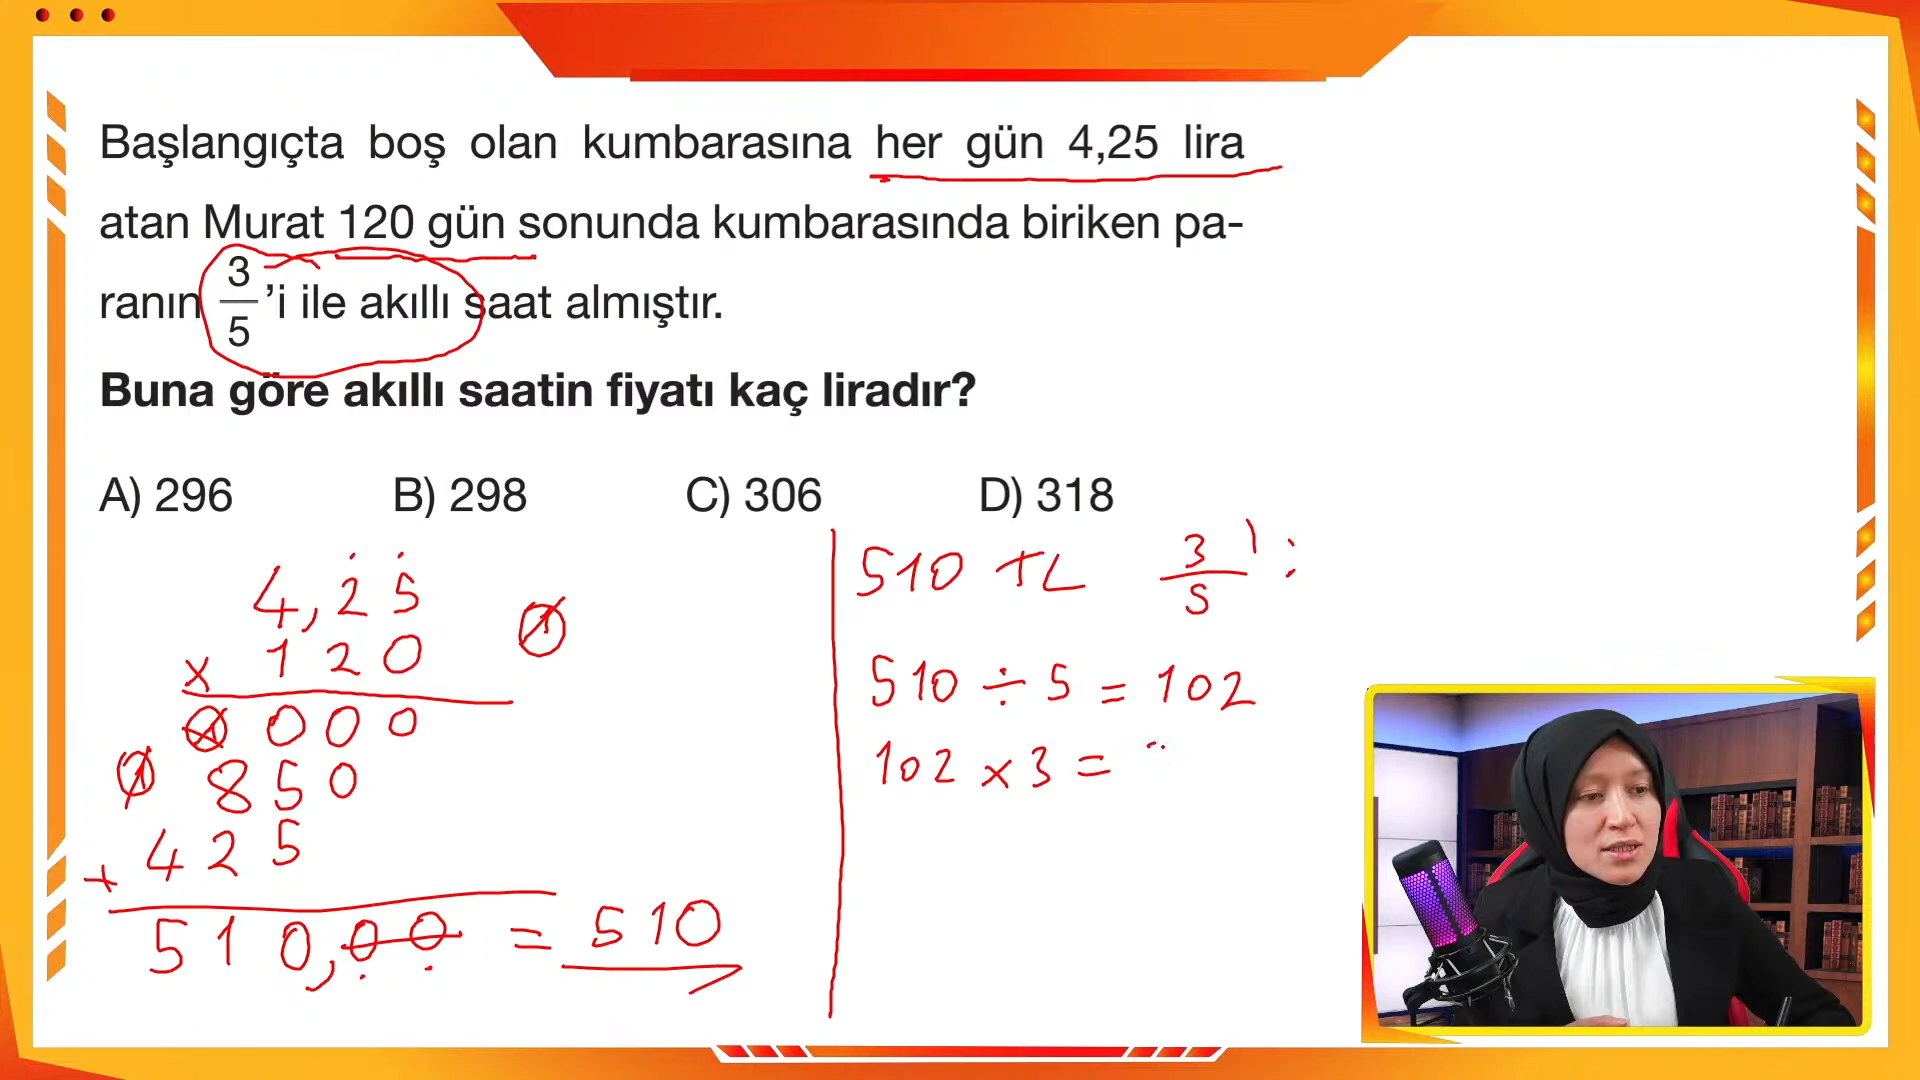 Başlangıçta boş olan kumbarasına her gün 4,25 lira
atan Murat 120 gün sonunda kumbarasında biriken pa-
ranın 3/5 'i ile akıllı saat almıştır.
Buna göre akıllı saatin fiyatı kaç liradır?
A) 296 B) 298 C) 306 D) 318
4,25
x 120
0000
850
+ 425
510,00 = 510
510 TL 3/5 ' :
510 ÷ 5 = 102
102 x 3 =